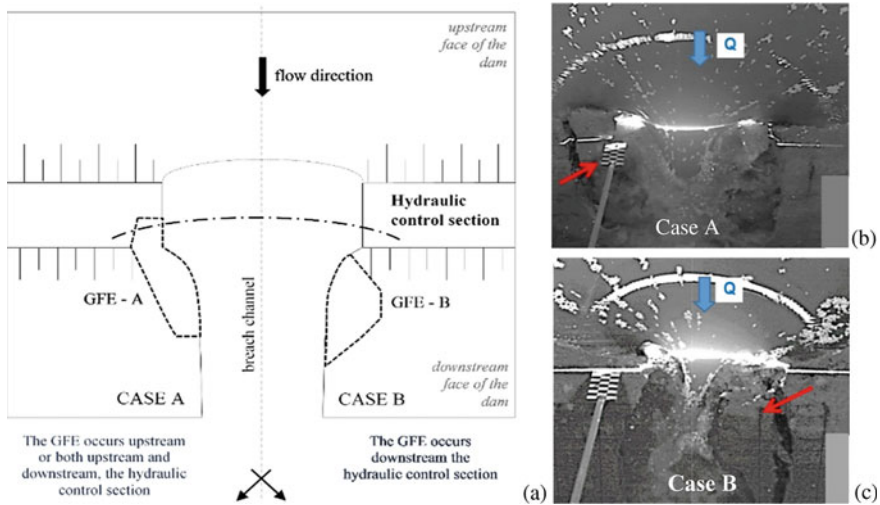 upstream
face of the
dam
flow direction
Hydraulic
control section
GFE - A
GFE - B
breach channel
CASE A
CASE B
downstream
face of the
dam
The GFE occurs upstream
or both upstream and
downstream, the hydraulic
control section
The GFE occurs
downstream the
hydraulic control section
(a)
Q
Case A
(b)
Q
Case B
(c)